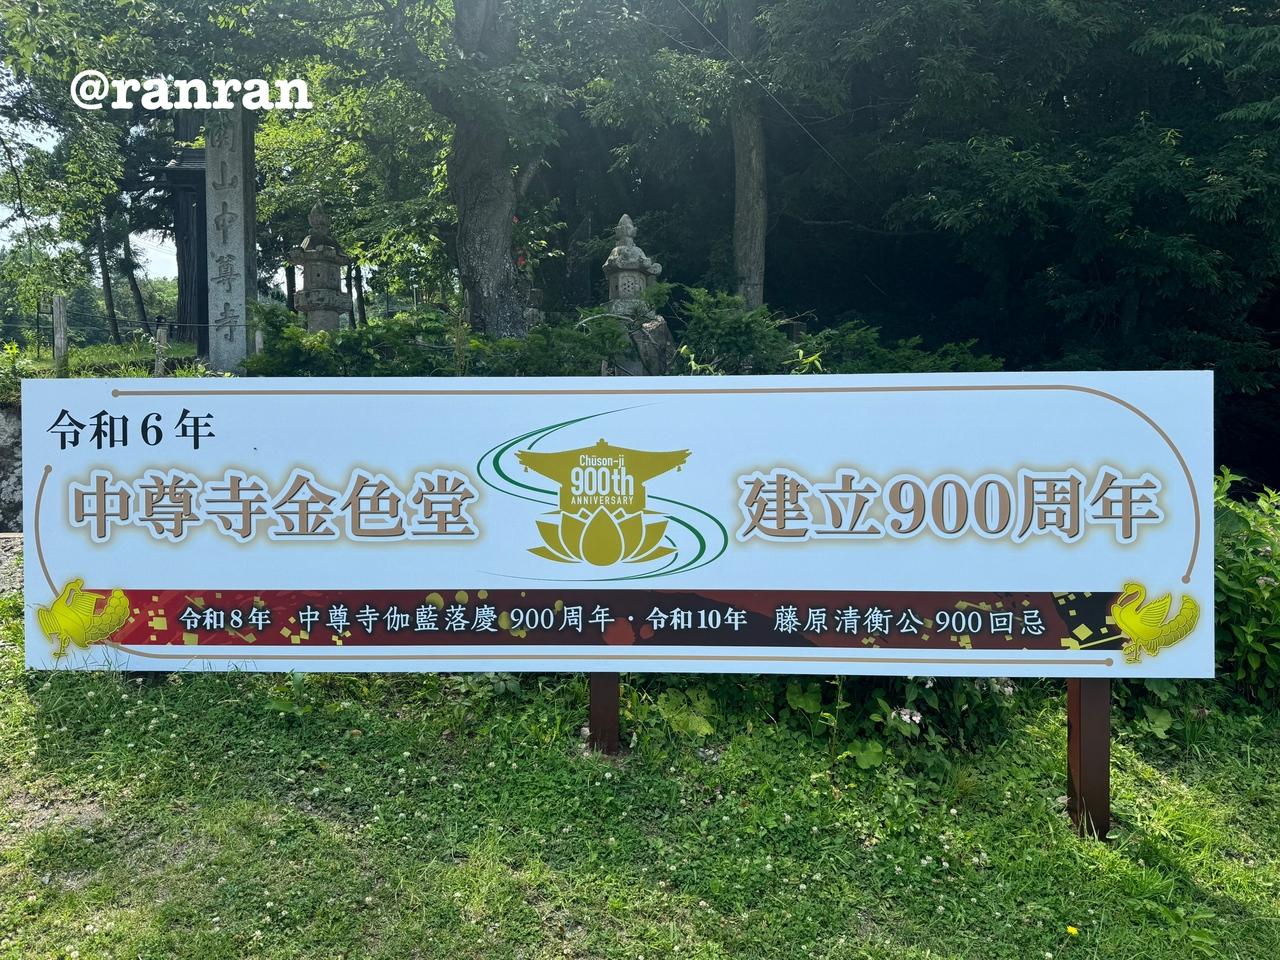 @ranran
関山中尊寺
令和6年
中尊寺金色堂
Chūson-ji
900th
ANNIVERSARY
建立900周年
令和8年 中尊寺伽藍落慶 900周年・令和10年 藤原清衡公 900回忌